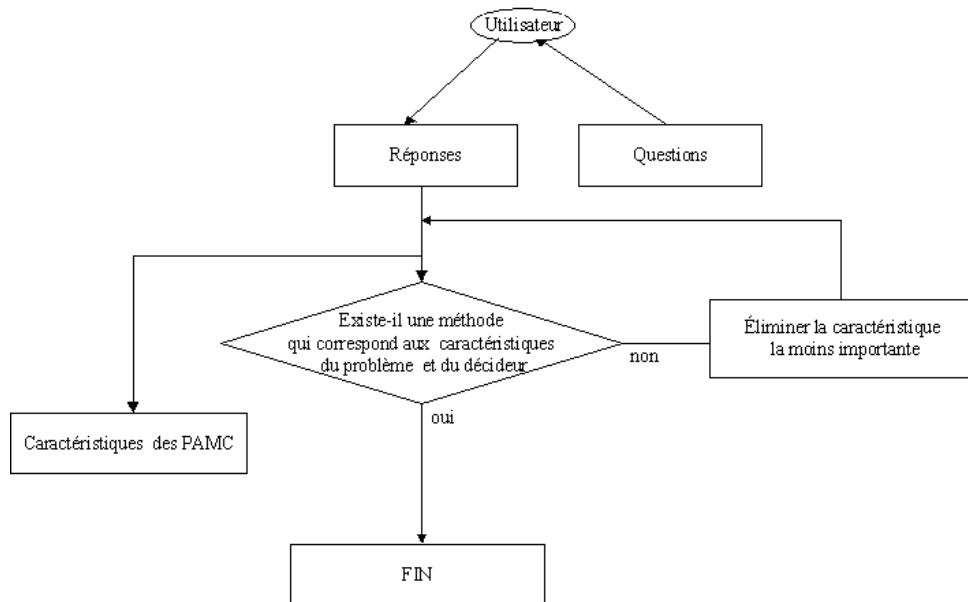 Utilisateur
Réponses
Questions
Existe-il une méthode
qui correspond aux caractéristiques
du problème et du décideur
non
Éliminer la caractéristique
la moins importante
oui
Caractéristiques des PAMC
FIN